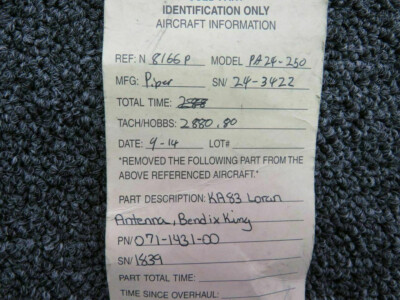 IDENTIFICATION ONLY
AIRCRAFT INFORMATION
REF: N 8166P MODEL PA24-250
MFG: Piper SN/ 24-3422
TOTAL TIME:
TACH/HOBBS: 2880.80
DATE: 9-14 LOT#
"REMOVED THE FOLLOWING PART FROM THE
ABOVE REFERENCED AIRCRAFT."
PART DESCRIPTION: KA83 Loran
Antenna, Bendix King
PN/ 071-1431-00
SN/ 1839
PART TOTAL TIME:
TIME SINCE OVERHAUL: